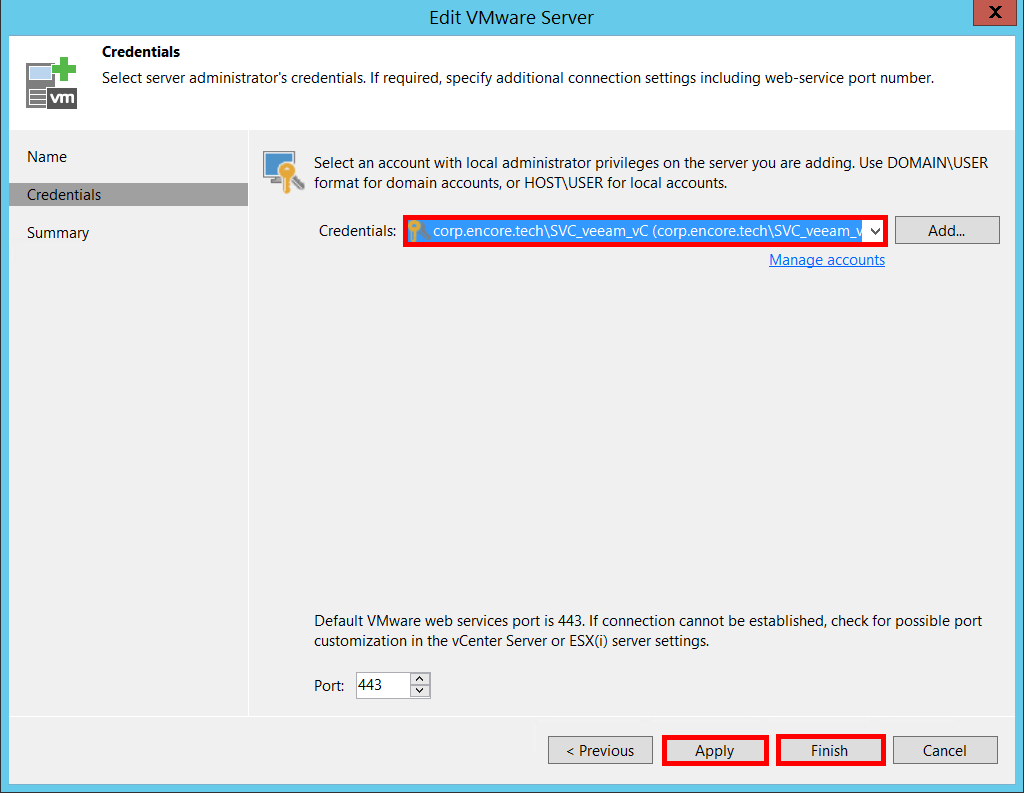 Edit VMware Server
X
Credentials
Select server administrator's credentials. If required, specify additional connection settings including web-service port number.
vm
Name
Credentials
Summary
Select an account with local administrator privileges on the server you are adding. Use DOMAIN\USER
format for domain accounts, or HOST\USER for local accounts.
Credentials: corp.encore.tech\SVC_veeam_vC (corp.encore.tech\SVC_veeam_v Add...
Manage accounts
Default VMware web services port is 443. If connection cannot be established, check for possible port
customization in the vCenter Server or ESX(i) server settings.
Port: 443
< Previous Apply Finish Cancel